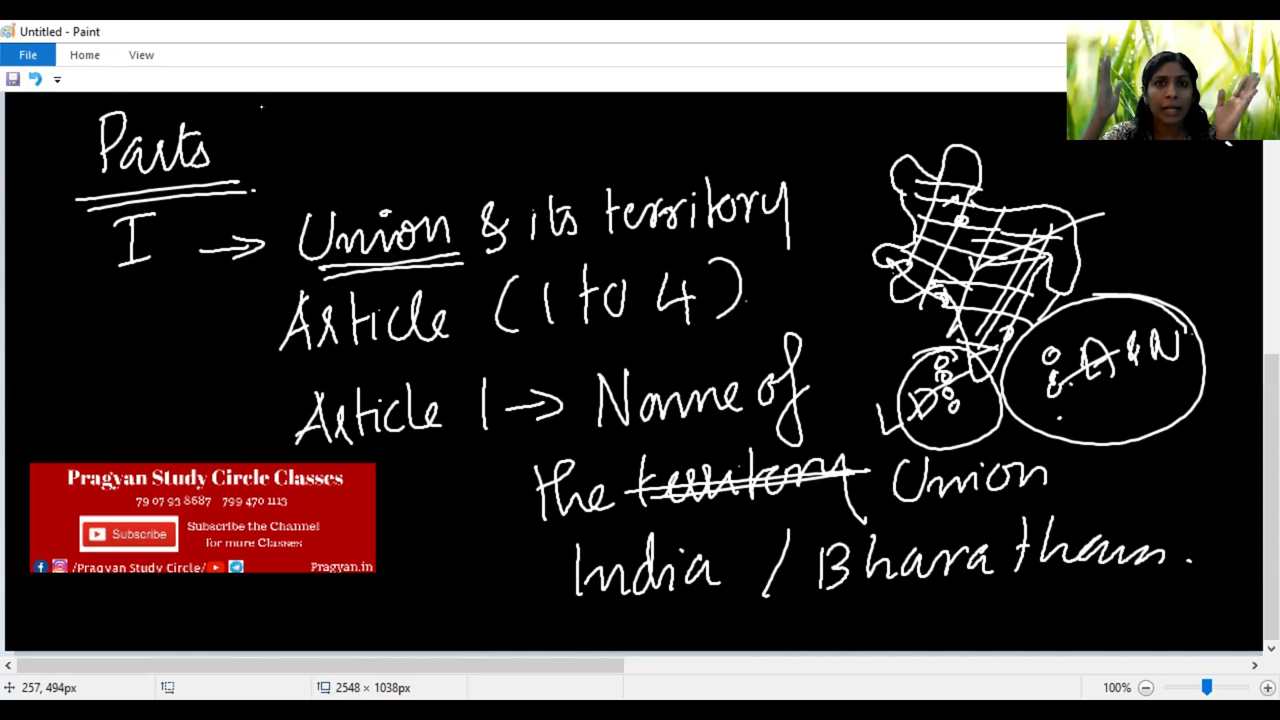 Untitled - Paint
File Home View
Parts
I → Union & its territory
Article (1 to 4)
Article 1 → Name of
the territory Union
India / Bharatham.
A & N
LD
Pragyan Study Circle Classes
79 07 93 8687 799 470 1113
Subscribe
Subscribe the Channel
for more Classes
/Pragyan Study Circle/
Pragyan.in
257, 494px
2548 × 1038px
100%